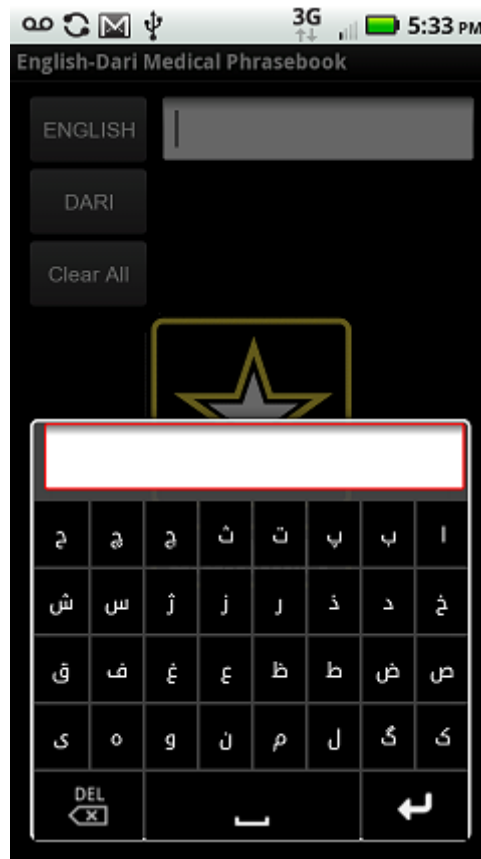 3G 5:33 PM
English-Dari Medical Phrasebook
ENGLISH
DARI
Clear All
ا ب پ ت ث ج چ ح
خ د ذ ر ز ژ س ش
ص ض ط ظ ع غ ف ق
ک گ ل م ن و ه ی
DEL